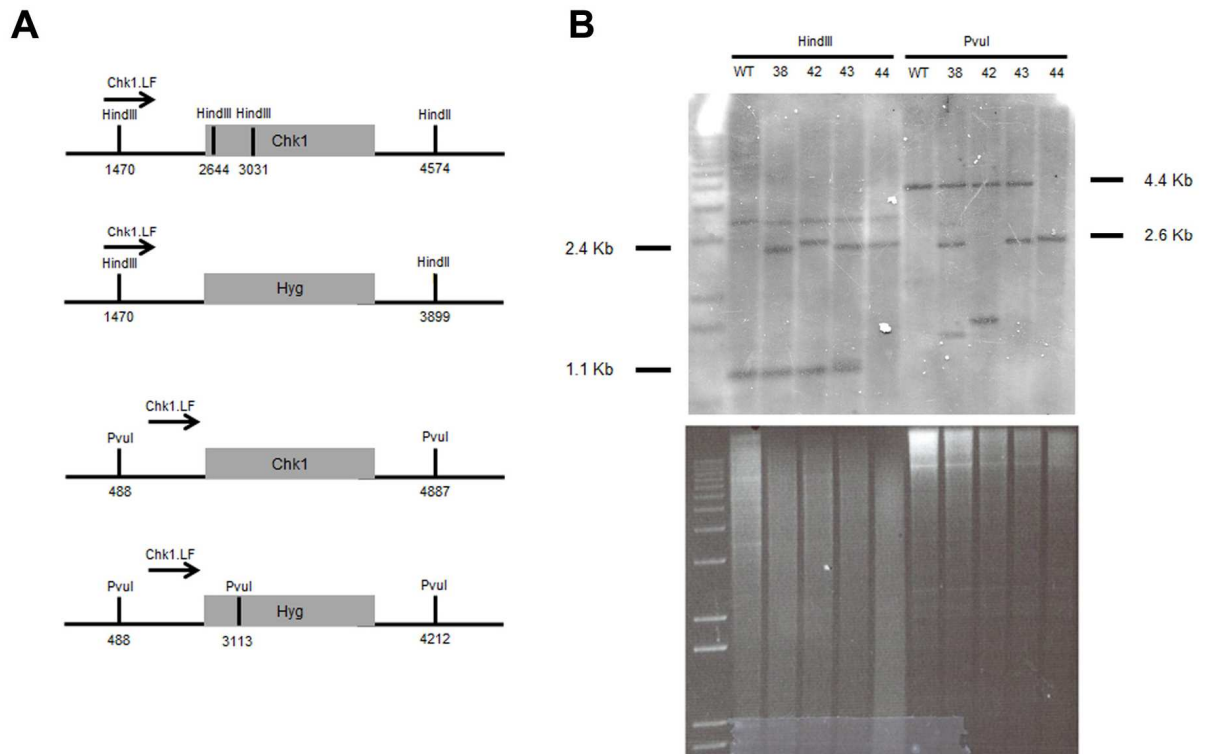 A
Chk1.LF
HindIII HindIII HindIII HindII
Chk1
1470 2644 3031 4574
Chk1.LF
HindIII HindII
Hyg
1470 3899
Chk1.LF
PvuI PvuI
Chk1
488 4887
Chk1.LF
PvuI PvuI PvuI
Hyg
488 3113 4212
B
HindIII PvuI
WT 38 42 43 44 WT 38 42 43 44
4.4 Kb
2.4 Kb 2.6 Kb
1.1 Kb